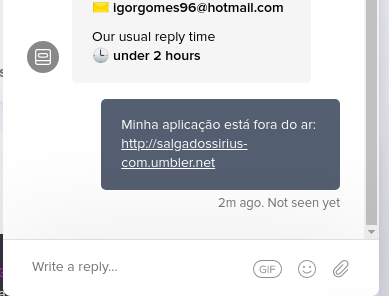 igorgomes96@hotmail.com
Our usual reply time
under 2 hours
Minha aplicação está fora do ar:
http://salgadossirius-
com.umbler.net
2m ago. Not seen yet
Write a reply…
GIF